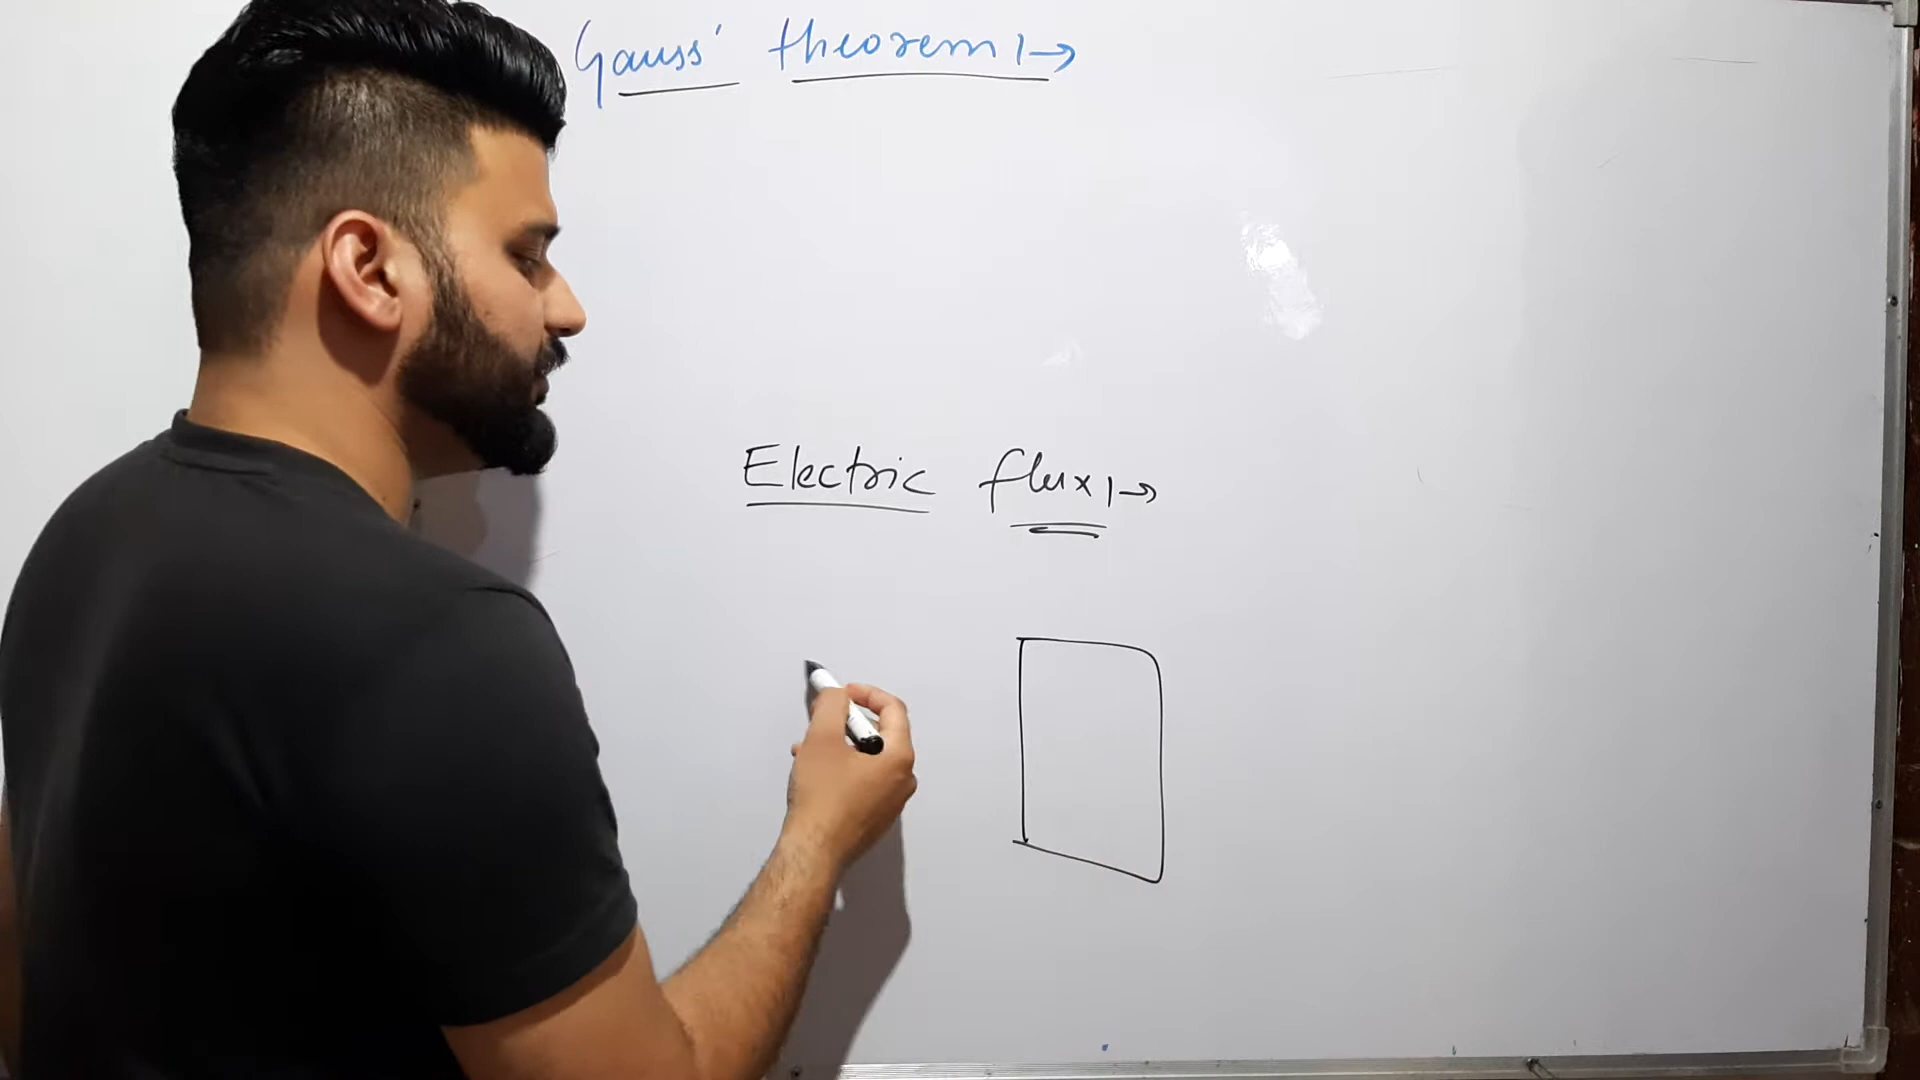 Gauss' theorem :→
Electric flux :→